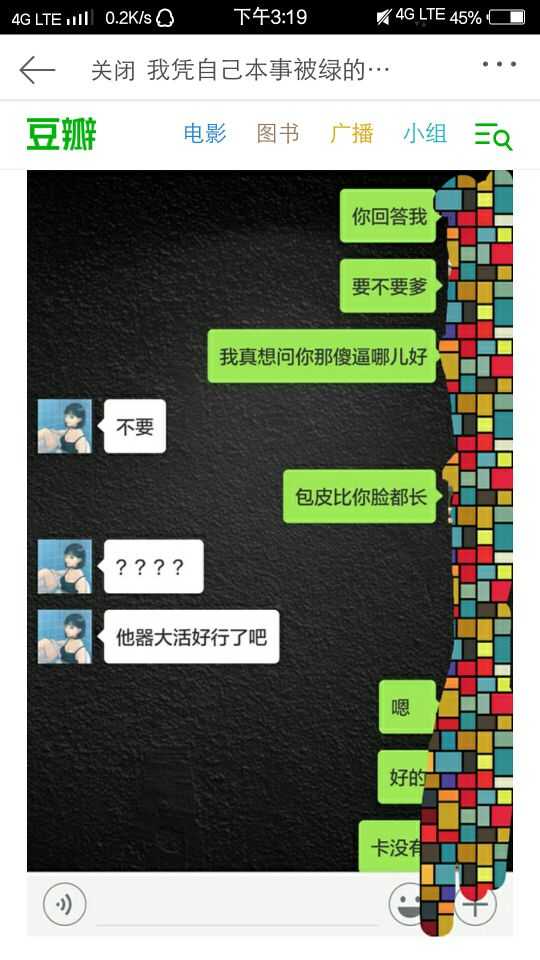 4G LTE 0.2K/s 下午3:19 4G LTE 45%
关闭 我凭自己本事被绿的…
豆瓣 电影 图书 广播 小组
你回答我
要不要爹
我真想问你那傻逼哪儿好
不要
包皮比你脸都长
？？？？
他器大活好行了吧
嗯
好的
卡没有